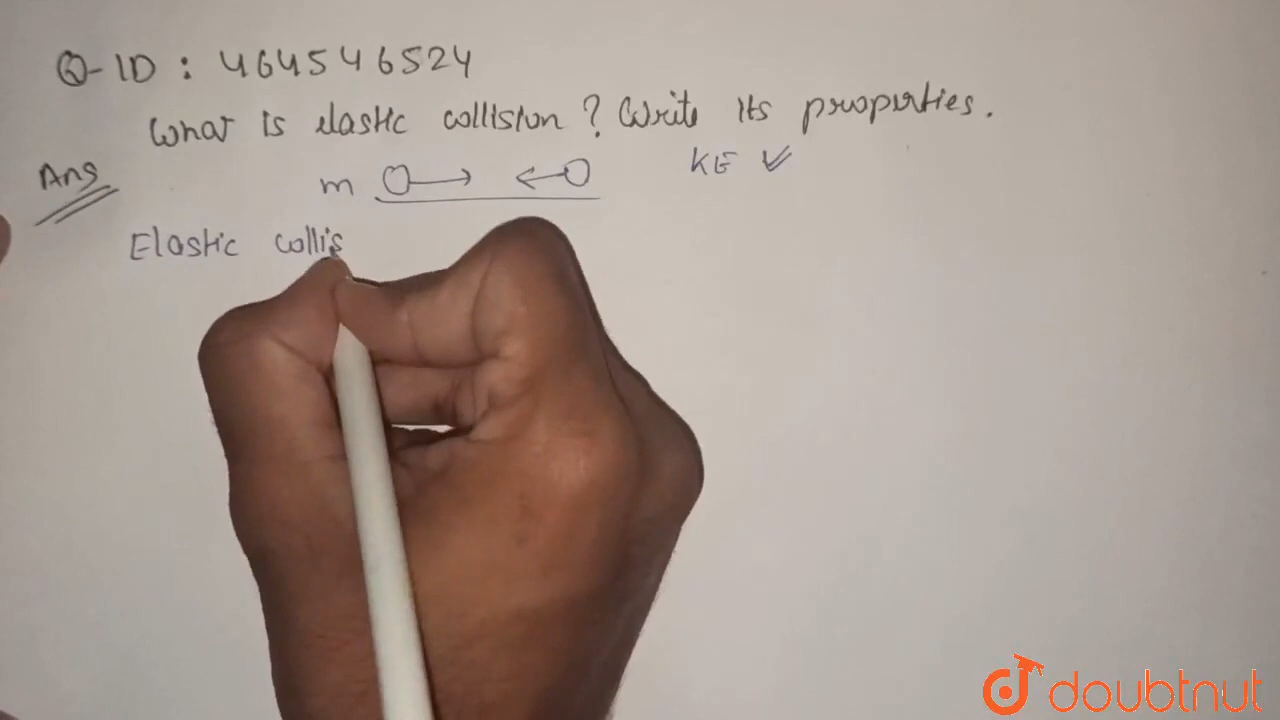 Q-ID : 464546524
What is elastic collision? Write its properties.
Ans
m KE
Elastic collis
doubtnut